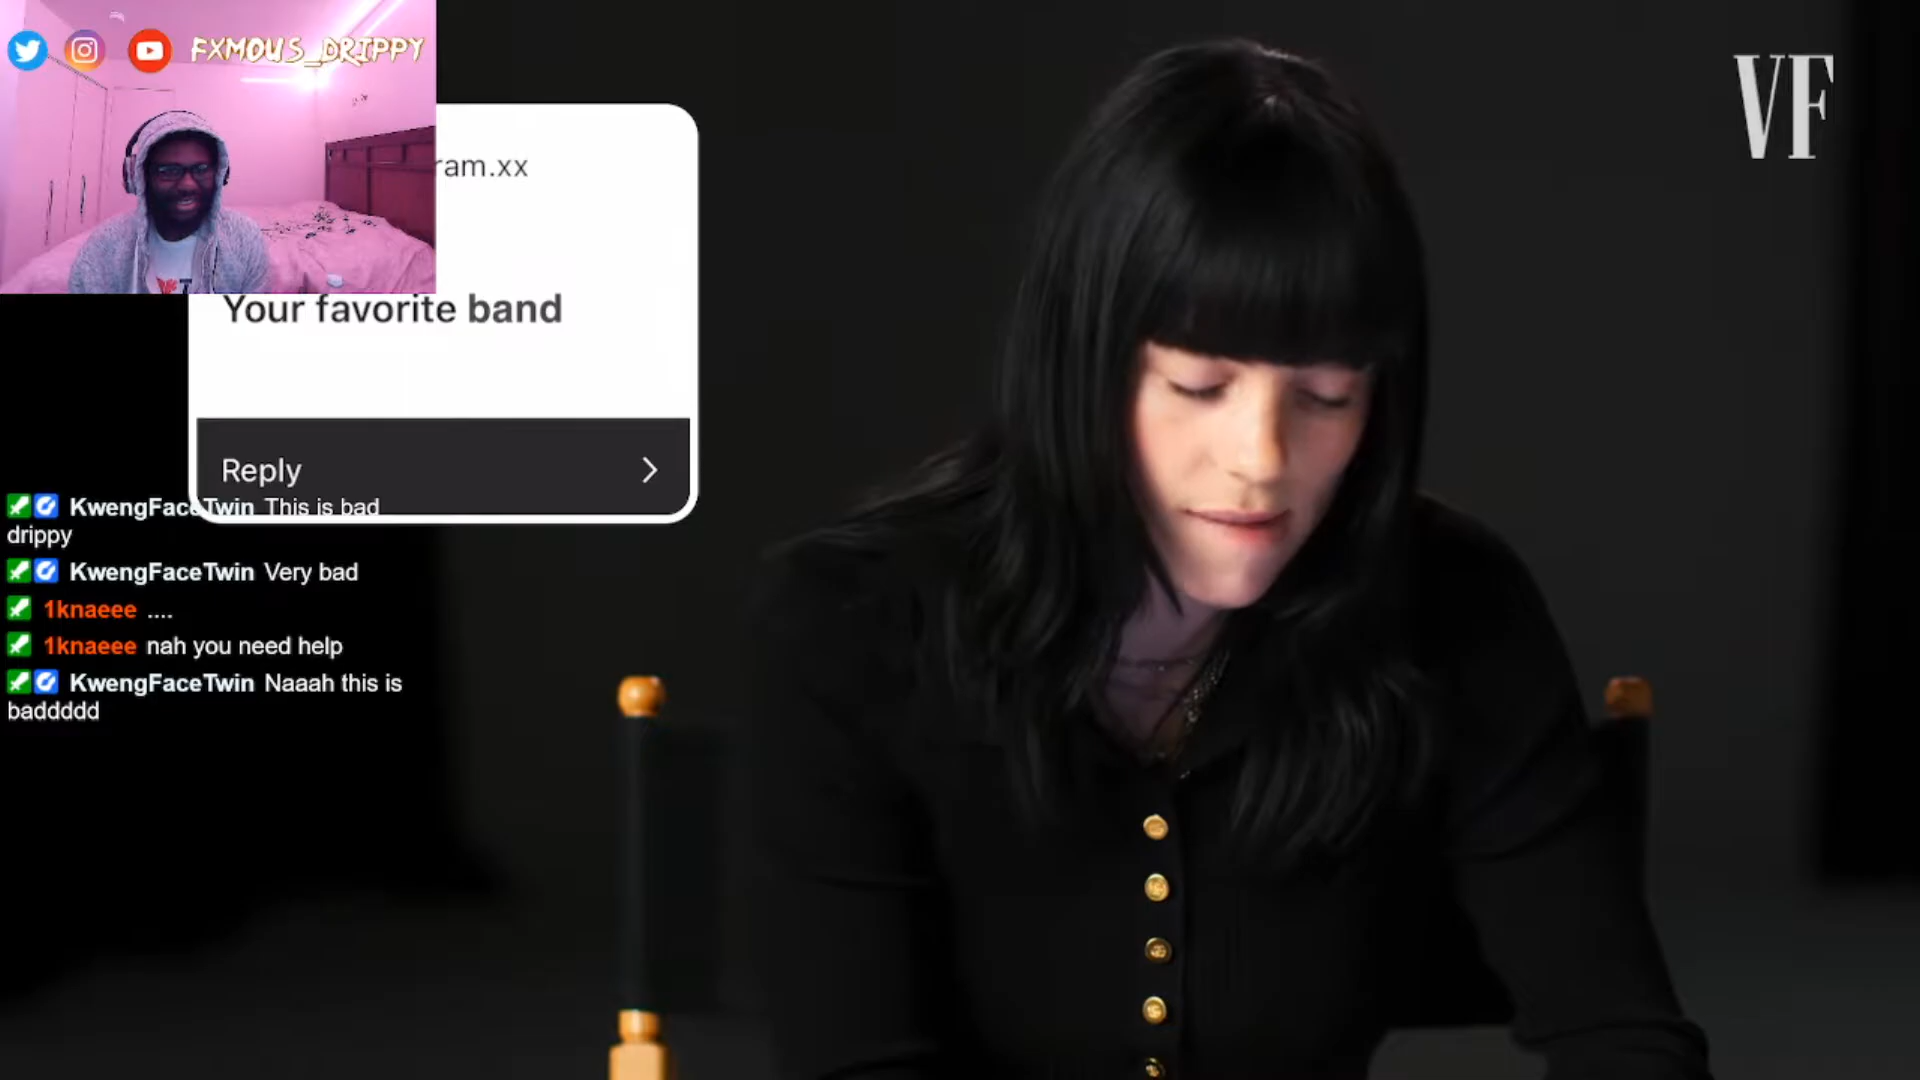 FXMOUS_DRIPPY
VF
ram.xx
Your favorite band
Reply
KwengFaceTwin This is bad
drippy
KwengFaceTwin Very bad
1knaeee ....
1knaeee nah you need help
KwengFaceTwin Naaah this is
baddddd